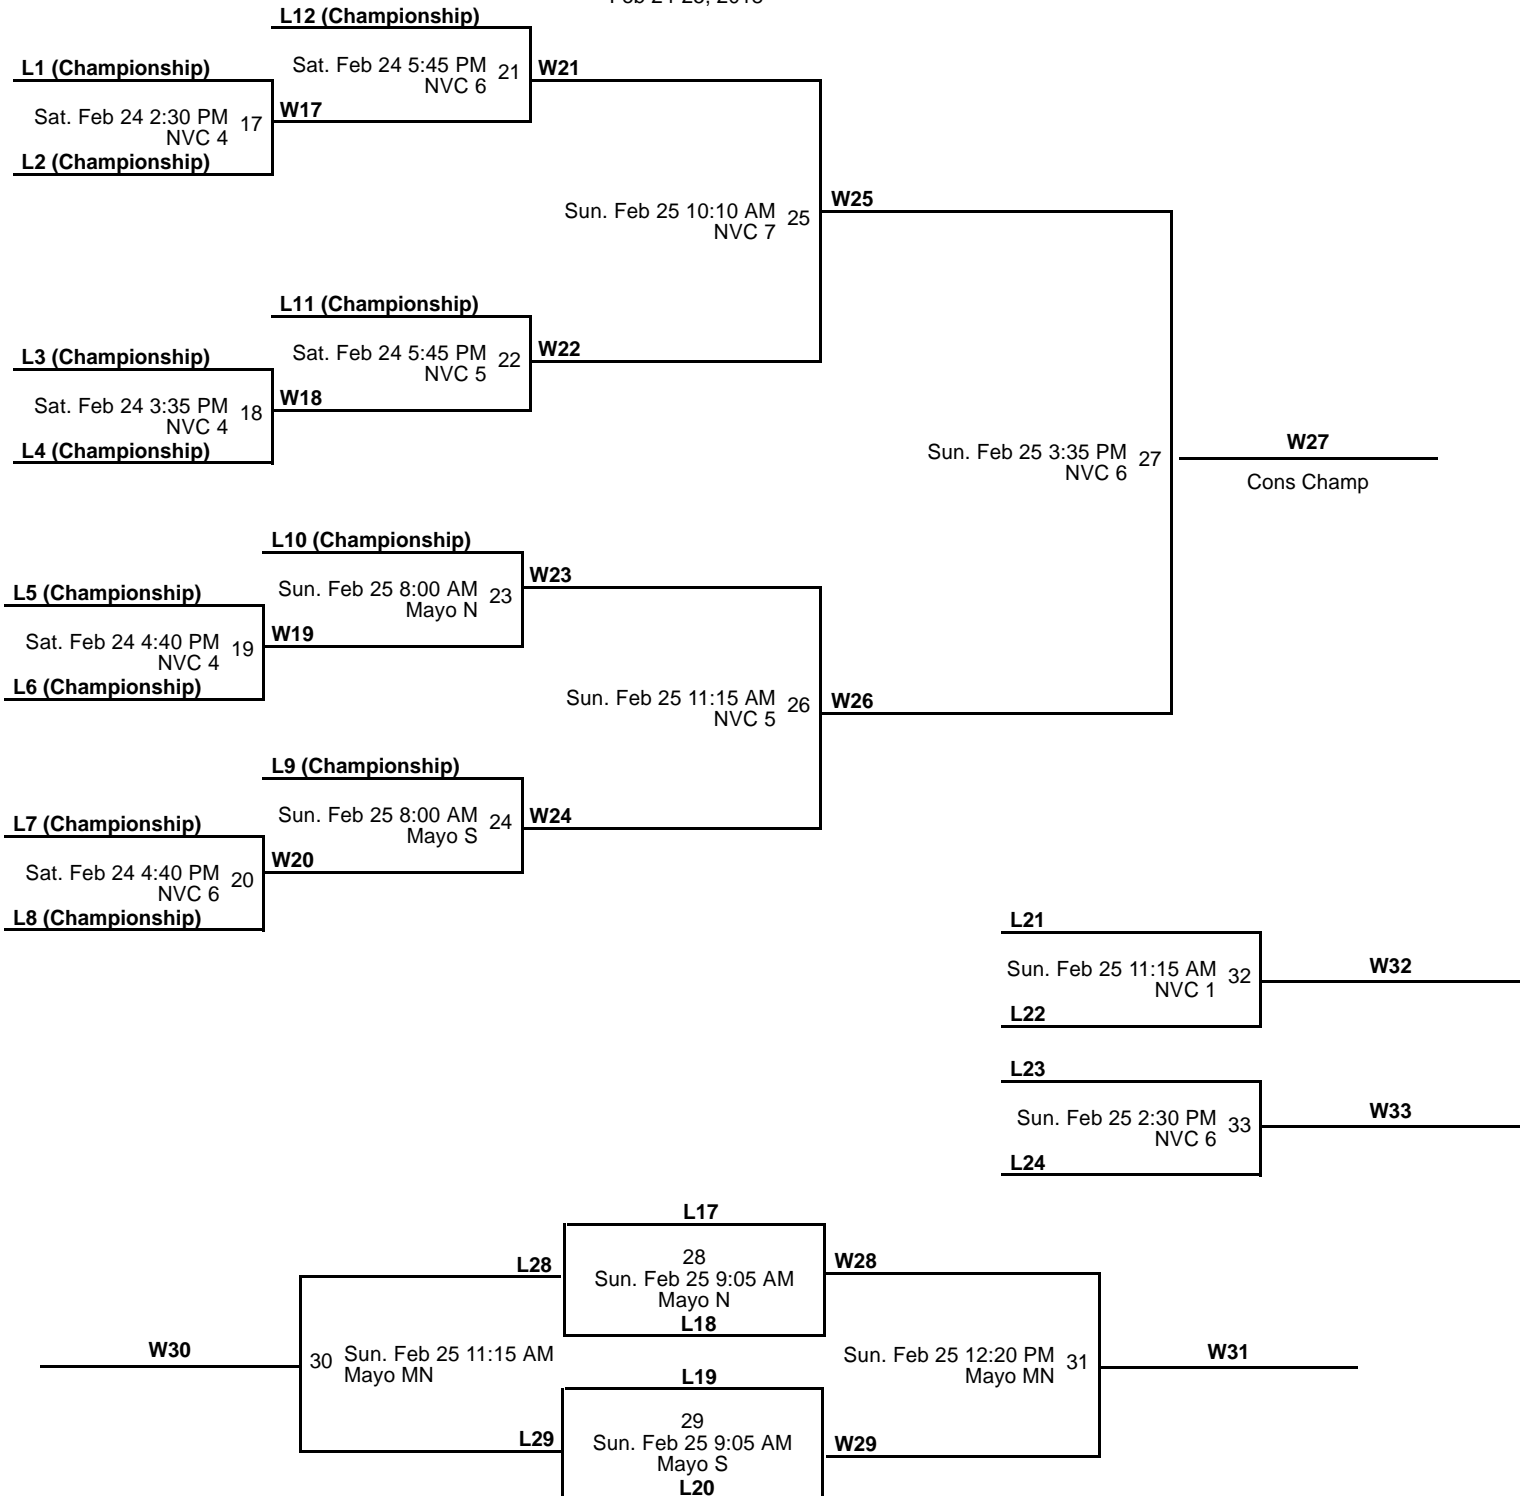 L12 (Championship)
L1 (Championship)
Sat. Feb 24 5:45 PM 21
NVC 6
W21
Sat. Feb 24 2:30 PM 17
NVC 4
W17
L2 (Championship)
Sun. Feb 25 10:10 AM 25
NVC 7
W25
L11 (Championship)
L3 (Championship)
Sat. Feb 24 5:45 PM 22
NVC 5
W22
Sat. Feb 24 3:35 PM 18
NVC 4
W18
L4 (Championship)
Sun. Feb 25 3:35 PM 27
NVC 6
W27
Cons Champ
L10 (Championship)
L5 (Championship)
Sun. Feb 25 8:00 AM 23
Mayo N
W23
Sat. Feb 24 4:40 PM 19
NVC 4
W19
L6 (Championship)
Sun. Feb 25 11:15 AM 26
NVC 5
W26
L9 (Championship)
L7 (Championship)
Sun. Feb 25 8:00 AM 24
Mayo S
W24
Sat. Feb 24 4:40 PM 20
NVC 6
W20
L8 (Championship)
L21
Sun. Feb 25 11:15 AM 32
NVC 1
W32
L22
L23
Sun. Feb 25 2:30 PM 33
NVC 6
W33
L24
L17
28
Sun. Feb 25 9:05 AM
Mayo N
L18
L28
W28
W30
30 Sun. Feb 25 11:15 AM
Mayo MN
Sun. Feb 25 12:20 PM 31
Mayo MN
W31
L19
29
Sun. Feb 25 9:05 AM
Mayo S
L20
L29
W29